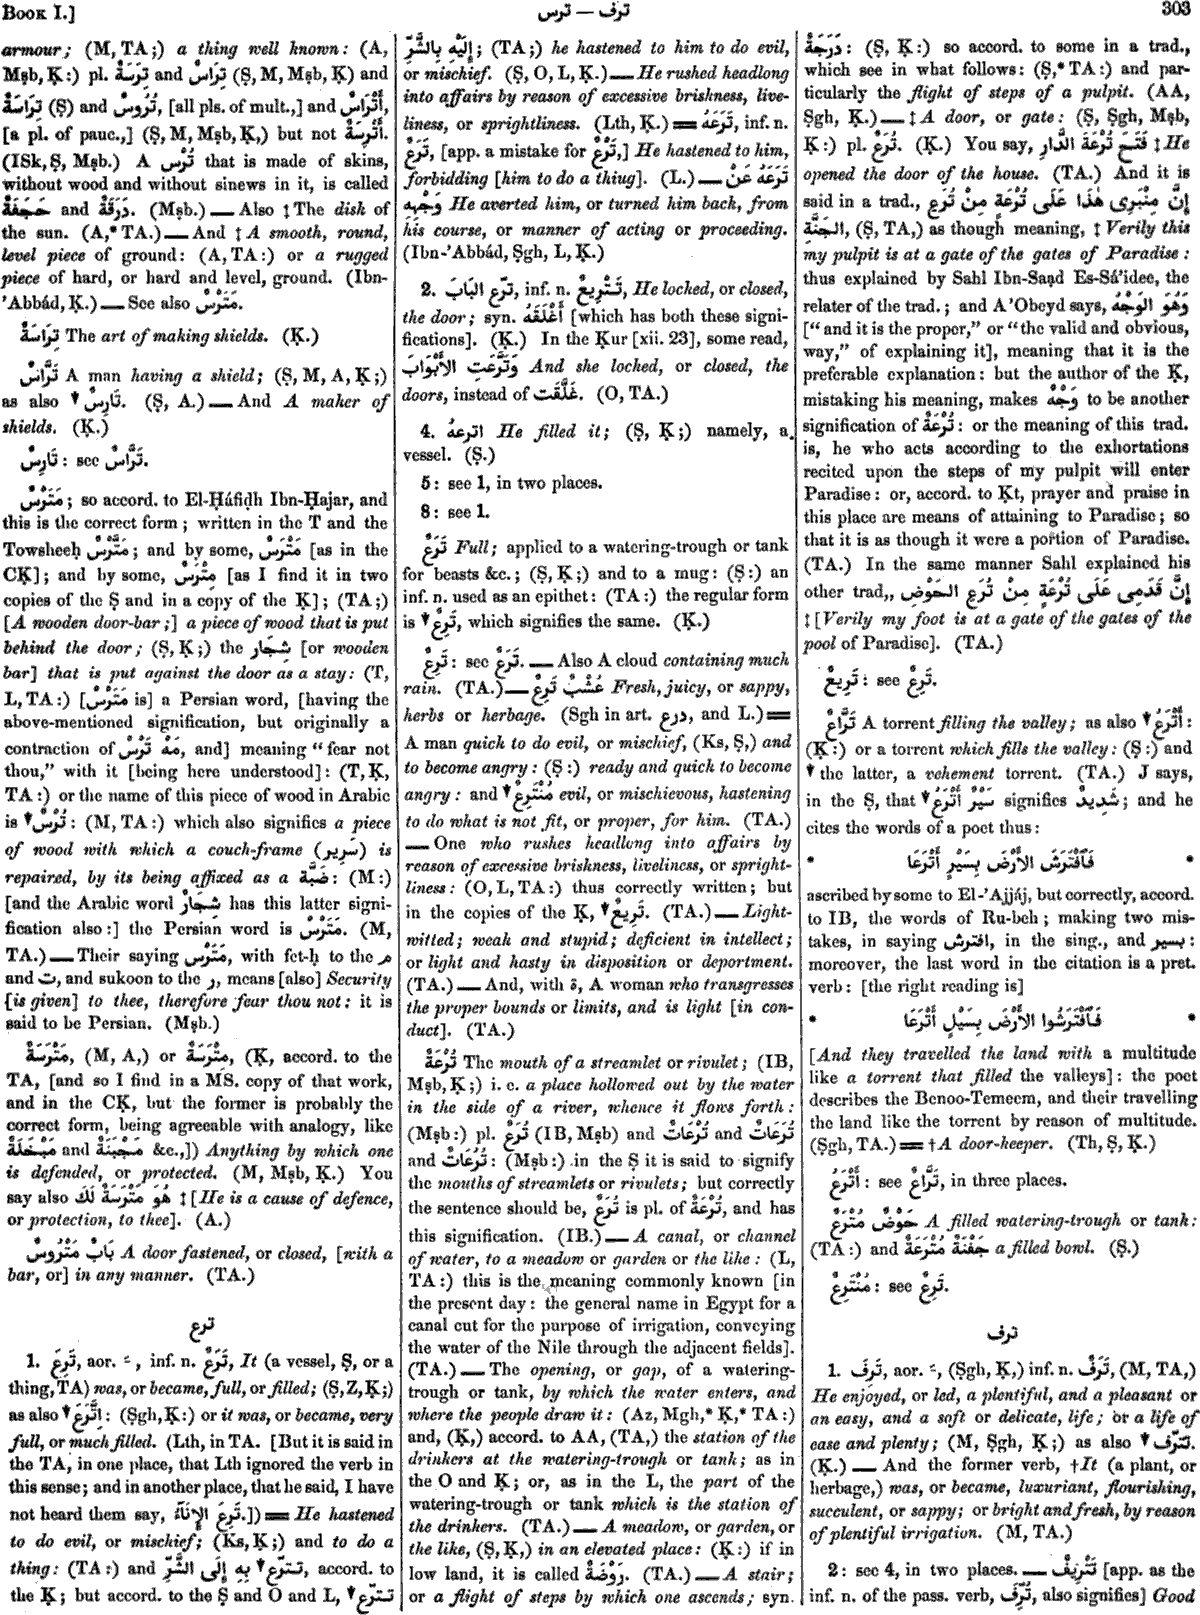 BOOK I.]
ترف — ترس
303
armour; (M, TA;) a thing well known: (A,
Mṣb, Ḳ:) pl. تِرَاسٌ and تِرَسَةٌ (Ṣ, M, Mṣb, Ḳ) and
تِرَاسَةٌ (Ṣ) and تُرُوسٌ, [all pls. of mult.,] and أَتْرَاسٌ,
[a pl. of pauc.,] (Ṣ, M, Mṣb, Ḳ,) but not أَتْرِسَةٌ.
(ISk, Ṣ, Mṣb.) A تُرْس that is made of skins,
without wood and without sinews in it, is called
حَجَفَةٌ and دَرَقَةٌ. (Mṣb.) — Also ‡ The disk of
the sun. (A,* TA.) — And ‡ A smooth, round,
level piece of ground: (A, TA:) or a rugged
piece of hard, or hard and level, ground. (Ibn-
'Abbád, Ḳ.) — See also مَتَرْسٌ.
تِرَاسَةٌ The art of making shields. (Ḳ.)
تَرَّاسٌ A man having a shield; (Ṣ, M, A, Ḳ;)
as also ▼ تَارِسٌ. (Ṣ, A.) — And A maker of
shields. (Ḳ.)
تَارِسٌ: see تَرَّاسٌ.
مَتَرْسٌ; so accord. to El-Ḥáfiḍh Ibn-Ḥajar, and
this is the correct form; written in the T and the
Towsheeḥ مَتَّرْسٌ; and by some, مَتْرَسٌ [as in the
CḲ]; and by some, مِتْرَسٌ [as I find it in two
copies of the Ṣ and in a copy of the Ḳ]; (TA;)
[A wooden door-bar;] a piece of wood that is put
behind the door; (Ṣ, Ḳ;) the شِجَار [or wooden
bar] that is put against the door as a stay: (T,
L, TA:) [مَتَرْسٌ is] a Persian word, [having the
above-mentioned signification, but originally a
contraction of مَهْ تَرْسْ, and] meaning "fear not
thou," with it [being here understood]: (T, Ḳ,
TA:) or the name of this piece of wood in Arabic
is ▼ تُرْسٌ: (M, TA:) which also signifies a piece
of wood with which a couch-frame (سَرِير) is
repaired, by its being affixed as a ضَبَّة: (M:)
[and the Arabic word شِجَارٌ has this latter signi-
fication also:] the Persian word is مَتَرْسْ. (M,
TA.) — Their saying مَتَرْسْ, with fet-ḥ to the م
and ت, and sukoon to the ر, means [also] Security
[is given] to thee, therefore fear thou not: it is
said to be Persian. (Mṣb.)
مَتْرَسَةٌ, (M, A,) or مَتْرُسَةٌ, (Ḳ, accord. to the
TA, [and so I find in a MS. copy of that work,
and in the CḲ, but the former is probably the
correct form, being agreeable with analogy, like
مَبْخَلَةٌ and مَجْبَنَةٌ &c.,]) Anything by which one
is defended, or protected. (M, Mṣb, Ḳ.) You
say also هُوَ مَتْرَسَةٌ لَكَ ‡ [He is a cause of defence,
or protection, to thee]. (A.)
بَابٌ مَتْرُوسٌ A door fastened, or closed, [with a
bar, or] in any manner. (TA.)
ترع
1. تَرِعَ, aor. ـَ, inf. n. تَرَعٌ, It (a vessel, Ṣ, or a
thing, TA) was, or became, full, or filled; (Ṣ, Z, Ḳ;)
as also ▼ اتَّرَعَ: (Ṣgh, Ḳ:) or it was, or became, very
full, or much filled. (Lth, in TA. [But it is said in
the TA, in one place, that Lth ignored the verb in
this sense; and in another place, that he said, I have
not heard them say, تَرِعَ الإِنَآءُ.]) = He hastened
to do evil, or mischief; (Ks, Ḳ;) and to do a
thing: (TA:) and ▼ تترّع بِهِ إِلَى الشَّرِّ, accord. to
the Ḳ; but accord. to the Ṣ and O and L, ▼ تترّع
إِلَيْهِ بِالشَّرِّ; (TA;) he hastened to him to do evil,
or mischief. (Ṣ, O, L, Ḳ.) — He rushed headlong
into affairs by reason of excessive briskness, live-
liness, or sprightliness. (Lth, Ḳ.) = تَرَعَهُ, inf. n.
تَرَعٌ, [app. a mistake for تَرْعٌ,] He hastened to him,
forbidding [him to do a thiug]. (L.) — تَرَعَهُ عَنْ
وَجْهِهِ He averted him, or turned him back, from
his course, or manner of acting or proceeding.
(Ibn-'Abbád, Ṣgh, L, Ḳ.)
2. ترّع البَابَ, inf. n. تَتْرِيعٌ, He locked, or closed,
the door; syn. أَغْلَقَهُ [which has both these signi-
fications]. (Ḳ.) In the Ḳur [xii. 23], some read,
وَتَرَّعَتِ الأَبْوَابَ And she locked, or closed, the
doors, instead of غَلَّقَت. (O, TA.)
4. اترعهُ He filled it; (Ṣ, Ḳ;) namely, a
vessel. (Ṣ.)
5: see 1, in two places.
8: see 1.
تَرَعٌ Full; applied to a watering-trough or tank
for beasts &c.; (Ṣ, Ḳ;) and to a mug: (Ṣ:) an
inf. n. used as an epithet: (TA:) the regular form
is ▼ تَرِعٌ, which signifies the same. (Ḳ.)
تَرِعٌ: see تَرَعٌ. — Also A cloud containing much
rain. (TA.) — عُشْبٌ تَرِعٌ Fresh, juicy, or sappy,
herbs or herbage. (Sgh in art. درع, and L.) =
A man quick to do evil, or mischief, (Ks, Ṣ,) and
to become angry: (Ṣ:) ready and quick to become
angry: and ▼ مُنْتَرِعٌ evil, or mischievous, hastening
to do what is not fit, or proper, for him. (TA.)
— One who rushes headlong into affairs by
reason of excessive briskness, liveliness, or spright-
liness: (O, L, TA:) thus correctly written; but
in the copies of the Ḳ, ▼ تَرِيعٌ. (TA.) — Light-
witted; weak and stupid; deficient in intellect;
or light and hasty in disposition or deportment.
(TA.) — And, with ة, A woman who transgresses
the proper bounds or limits, and is light [in con-
duct]. (TA.)
تُرْعَةٌ The mouth of a streamlet or rivulet; (IB,
Mṣb, Ḳ;) i. e. a place hollowed out by the water
in the side of a river, whence it flows forth:
(Mṣb:) pl. تُرَعٌ (IB, Mṣb) and تُرْعَاتٌ and تُرَعَاتٌ
and تُرُعَاتٌ: (Mṣb:) in the Ṣ it is said to signify
the mouths of streamlets or rivulets; but correctly
the sentence should be, تُرَعٌ is pl. of تُرْعَةٌ, and has
this signification. (IB.) — A canal, or channel
of water, to a meadow or garden or the like: (L,
TA:) this is the meaning commonly known [in
the present day: the general name in Egypt for a
canal cut for the purpose of irrigation, conveying
the water of the Nile through the adjacent fields].
(TA.) — The opening, or gap, of a watering-
trough or tank, by which the water enters, and
where the people draw it: (Az, Mgh,* Ḳ,* TA:)
and, (Ḳ,) accord. to AA, (TA,) the station of the
drinkers at the watering-trough or tank; as in
the O and Ḳ; or, as in the L, the part of the
watering-trough or tank which is the station of
the drinkers. (TA.) — A meadow, or garden, or
the like, (Ṣ, Ḳ,) in an elevated place: (Ḳ:) if in
low land, it is called رَوْضَةٌ. (TA.) — A stair;
or a flight of steps by which one ascends; syn.
دَرَجَةٌ: (Ṣ, Ḳ:) so accord. to some in a trad.,
which see in what follows: (Ṣ,* TA:) and par-
ticularly the flight of steps of a pulpit. (AA,
Ṣgh, Ḳ.) — ‡ A door, or gate: (Ṣ, Ṣgh, Mṣb,
Ḳ:) pl. تُرَعٌ. (Ḳ.) You say, فَتَحَ تُرْعَةَ الدَّارِ ‡ He
opened the door of the house. (TA.) And it is
said in a trad., إِنَّ مِنْبَرِى هٰذَا عَلَى تُرْعَةٍ مِنْ تُرَعِ
الجَنَّةِ, (Ṣ, TA,) as though meaning, ‡ Verily this
my pulpit is at a gate of the gates of Paradise:
thus explained by Sahl Ibn-Saạd Es-Sá'idee, the
relater of the trad.; and A'Obeyd says, وَهُوَ الوَجْهُ
["and it is the proper," or "the valid and obvious,
way," of explaining it], meaning that it is the
preferable explanation: but the author of the Ḳ,
mistaking his meaning, makes وَجْهٌ to be another
signification of تُرْعَةٌ: or the meaning of this trad.
is, he who acts according to the exhortations
recited upon the steps of my pulpit will enter
Paradise: or, accord. to Ḳt, prayer and praise in
this place are means of attaining to Paradise; so
that it is as though it were a portion of Paradise.
(TA.) In the same manner Sahl explained his
other trad., إِنَّ قَدَمِى عَلَى تُرْعَةٍ مِنْ تُرَعِ الحَوْضِ
‡ [Verily my foot is at a gate of the gates of the
pool of Paradise]. (TA.)
تَرِيعٌ: see تَرِعٌ.
تَرَّاعٌ A torrent filling the valley; as also ▼ أَتْرَعُ:
(Ḳ:) or a torrent which fills the valley: (Ṣ:) and
▼ the latter, a vehement torrent. (TA.) J says,
in the Ṣ, that ▼ سَيْرٌ أَتْرَعُ signifies شَدِيدٌ; and he
cites the words of a poet thus:
* فَٱفْتَرَشَ الأَرْضَ بِسَيْرٍ أَتْرَعَا *
ascribed by some to El-'Ajjáj, but correctly, accord.
to IB, the words of Ru-beh; making two mis-
takes, in saying افترش, in the sing., and بسير:
moreover, the last word in the citation is a pret.
verb: [the right reading is]
* فَٱفْتَرَشُوا الأَرْضَ بِسَيْلٍ أَتْرَعَا *
[And they travelled the land with a multitude
like a torrent that filled the valleys]: the poet
describes the Benoo-Temeem, and their travelling
the land like the torrent by reason of multitude.
(Ṣgh, TA.) = † A door-keeper. (Th, Ṣ, Ḳ.)
أَتْرَعُ: see تَرَّاعٌ, in three places.
حَوْضٌ مُتْرَعٌ A filled watering-trough or tank:
(TA:) and جَفْنَةٌ مُتْرَعَةٌ a filled bowl. (Ṣ.)
مُنْتَرِعٌ: see تَرِعٌ.
ترف
1. تَرِفَ, aor. ـَ, (Ṣgh, Ḳ,) inf. n. تَرَفٌ, (M, TA,)
He enjoyed, or led, a plentiful, and a pleasant or
an easy, and a soft or delicate, life; or a life of
ease and plenty; (M, Ṣgh, Ḳ;) as also ▼ تترّف.
(Ḳ.) — And the former verb, † It (a plant, or
herbage,) was, or became, luxuriant, flourishing,
succulent, or sappy; or bright and fresh, by reason
of plentiful irrigation. (M, TA.)
2: see 4, in two places. — تَتْرِيفٌ [app. as the
inf. n. of the pass. verb, تُرِّفَ, also signifies] Good